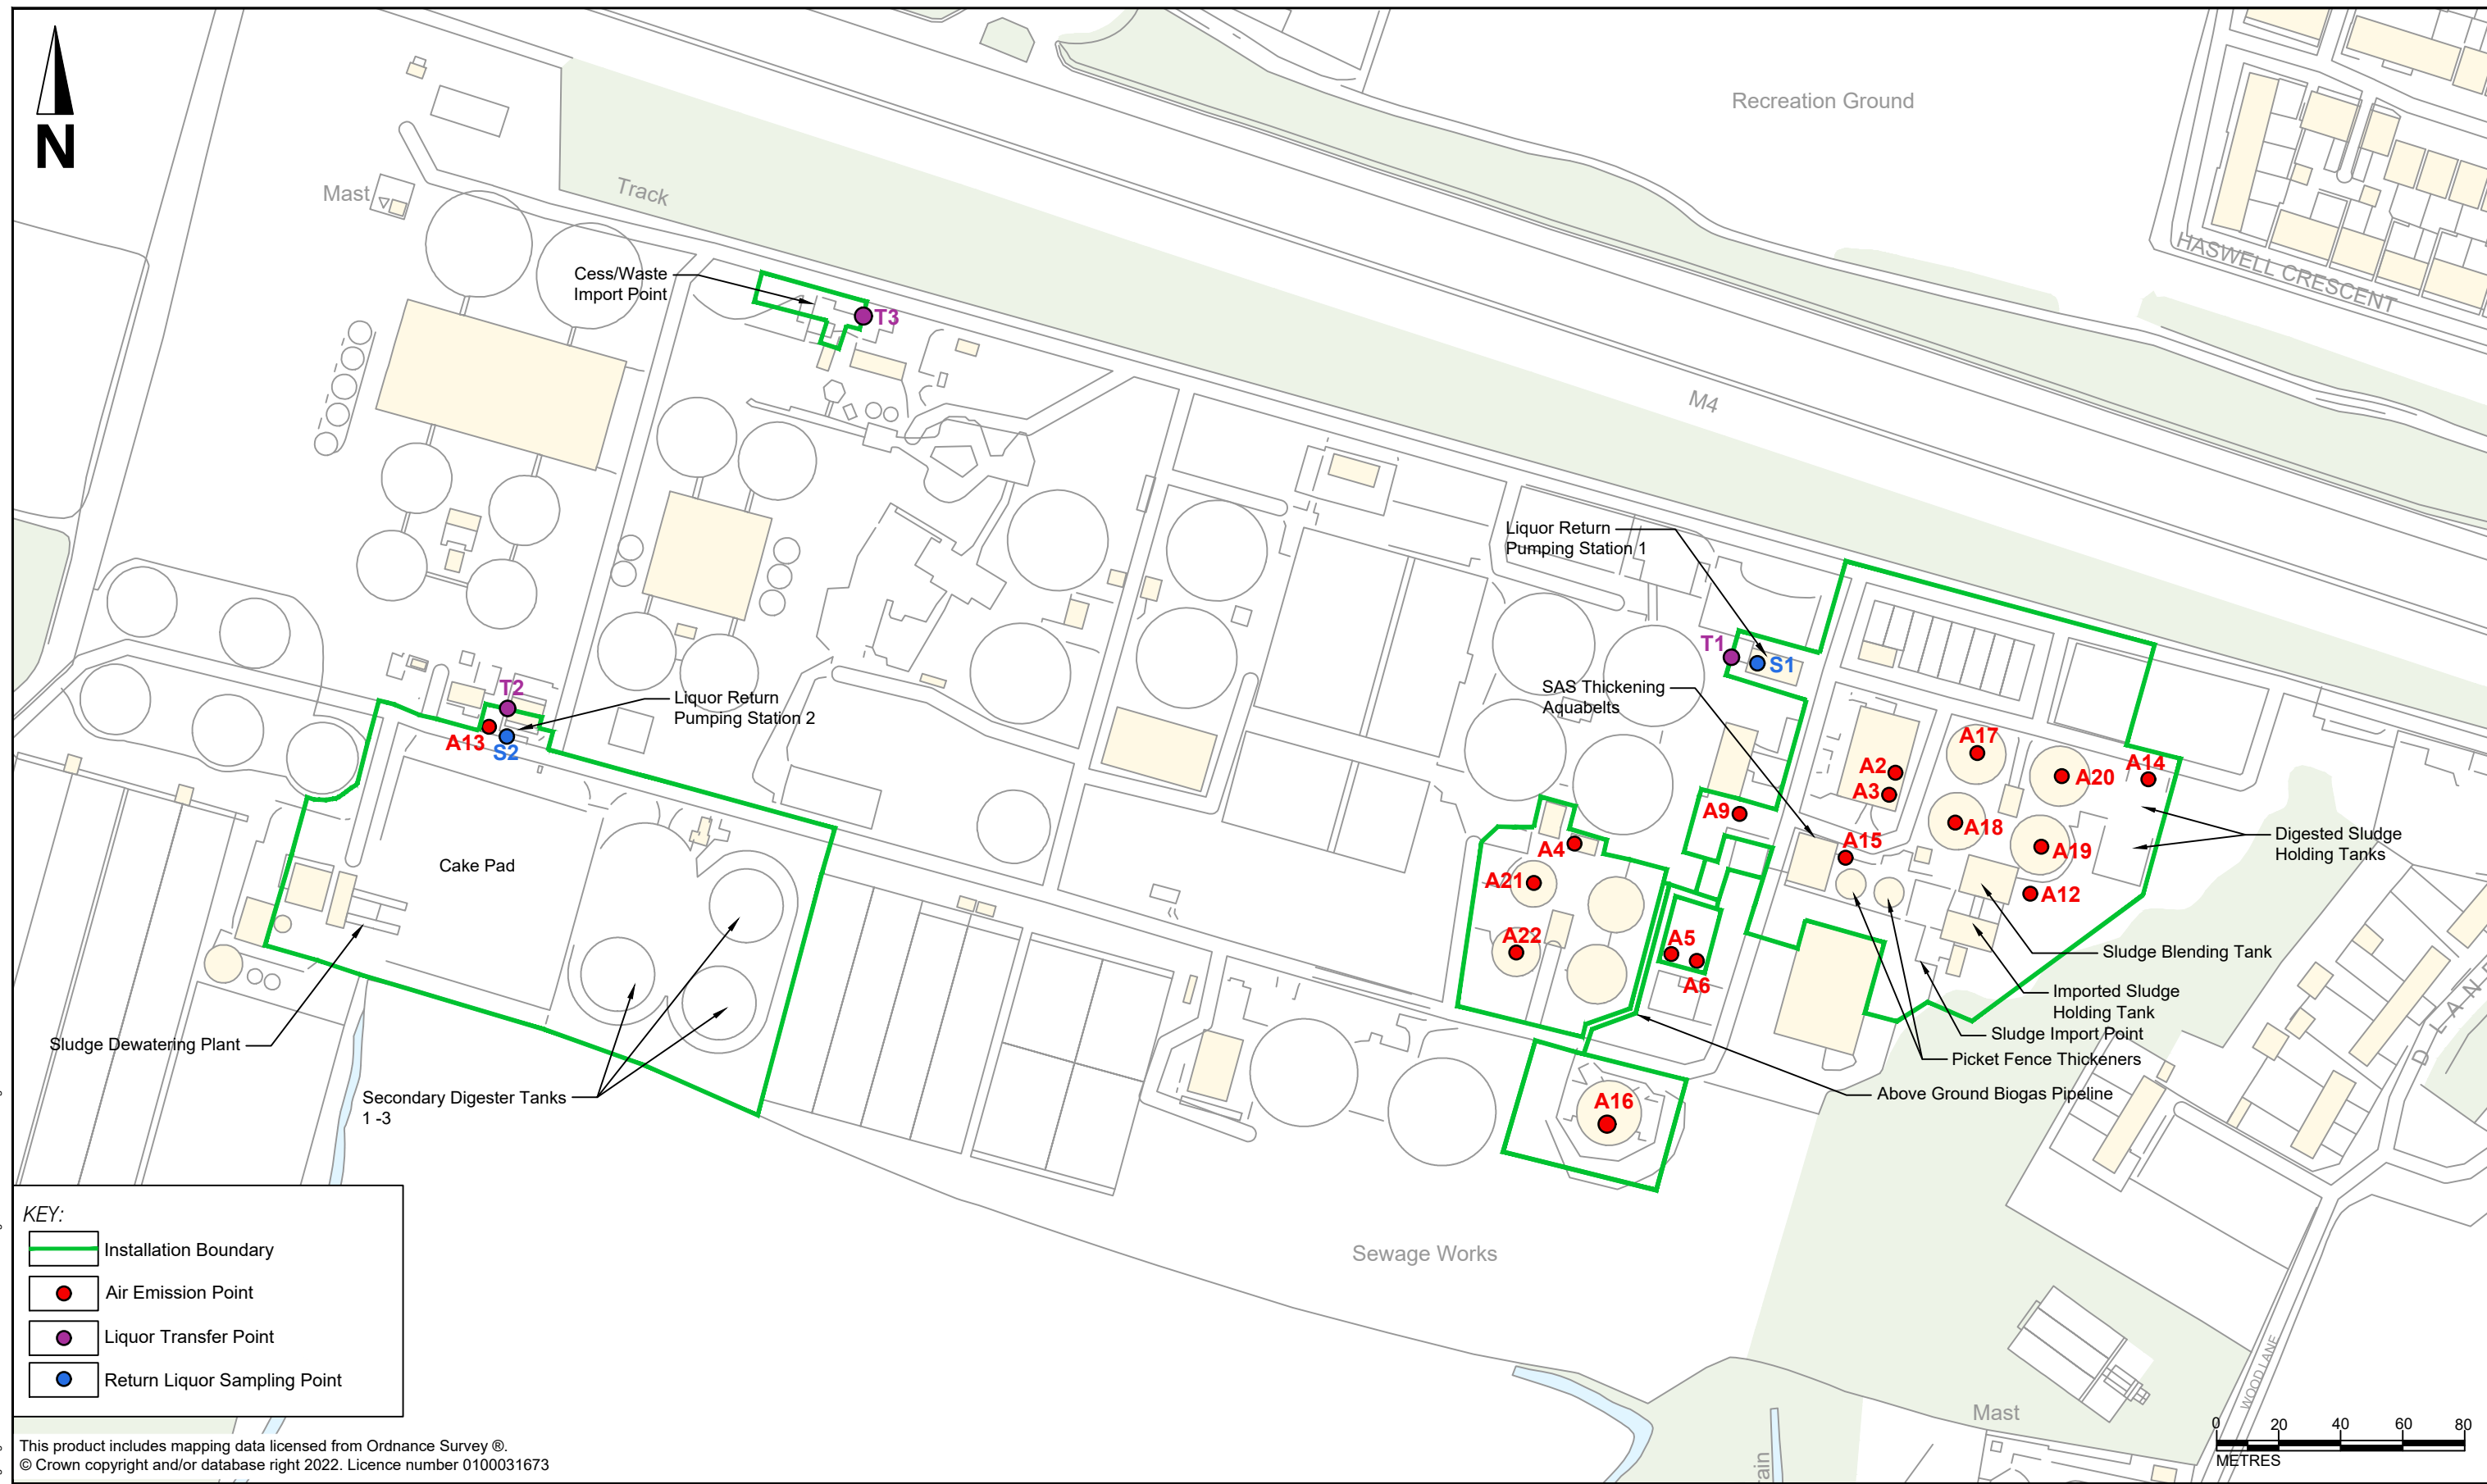 Recreation Ground
N
Mast
Track
HASWELL CRESCENT
Cess/Waste
Import Point
T3
M4
Liquor Return
Pumping Station 1
T1
S1
SAS Thickening
Aquabelts
T2
Liquor Return
Pumping Station 2
A13
S2
A17
A2
A20
A14
A3
A9
A18
A15
A19
Digested Sludge
Holding Tanks
A4
Cake Pad
A21
A12
A22
A5
Sludge Blending Tank
A6
Imported Sludge
Holding Tank
Sludge Import Point
Sludge Dewatering Plant
Picket Fence Thickeners
Secondary Digester Tanks
1 -3
Above Ground Biogas Pipeline
A16
KEY:
Installation Boundary
Air Emission Point
Liquor Transfer Point
Return Liquor Sampling Point
Sewage Works
WOOD LANE
Mast
0 20 40 60 80
METRES
This product includes mapping data licensed from Ordnance Survey ®.
© Crown copyright and/or database right 2022. Licence number 0100031673